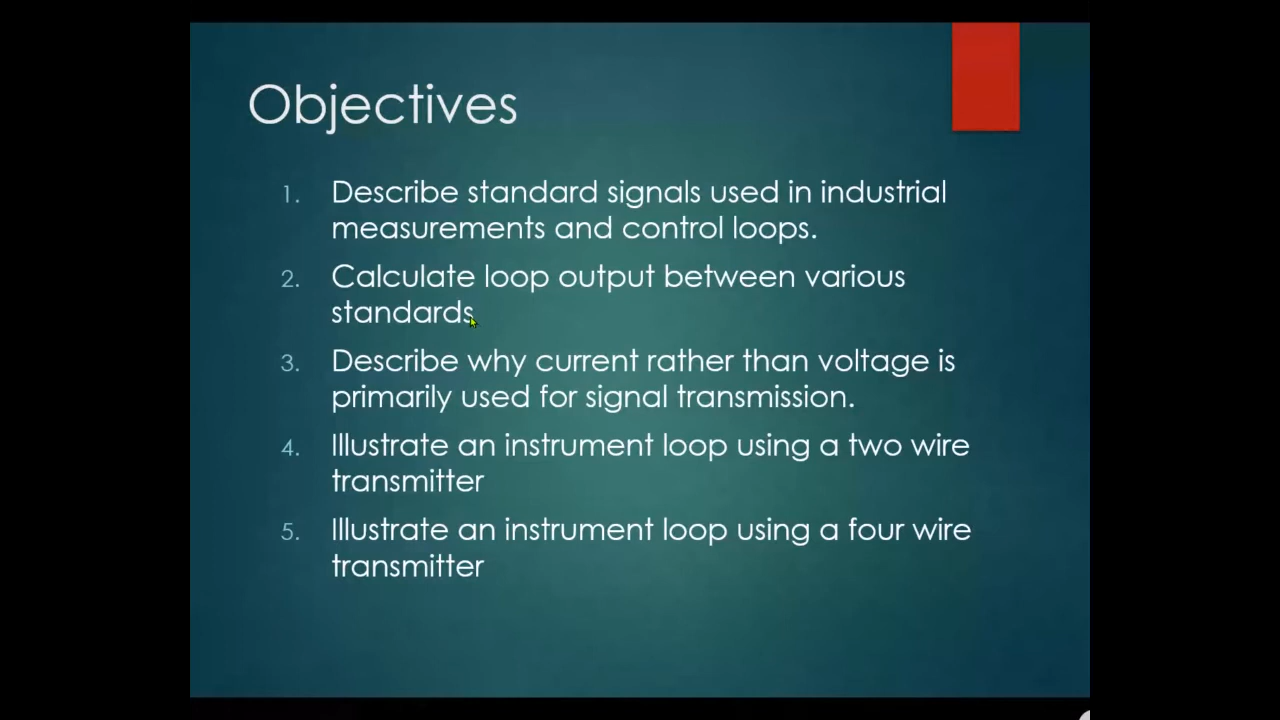 Objectives
1. Describe standard signals used in industrial
measurements and control loops.
2. Calculate loop output between various
standards
3. Describe why current rather than voltage is
primarily used for signal transmission.
4. Illustrate an instrument loop using a two wire
transmitter
5. Illustrate an instrument loop using a four wire
transmitter